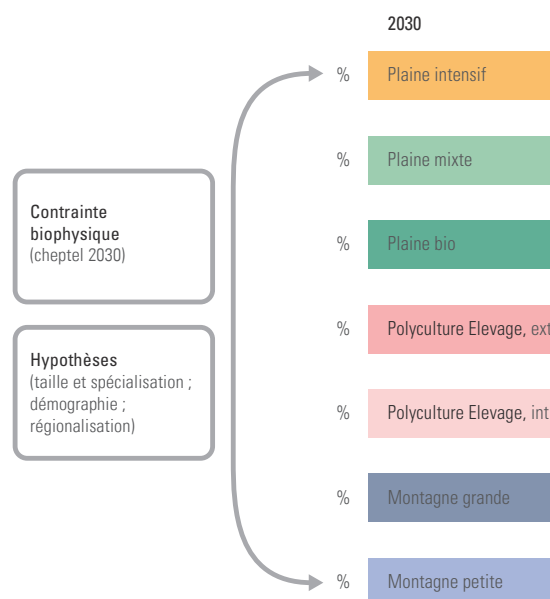 2030
% Plaine intensif
% Plaine mixte
Contrainte
biophysique
(cheptel 2030)
% Plaine bio
% Polyculture Elevage, ext
Hypothèses
(taille et spécialisation ;
démographie ;
régionalisation)
% Polyculture Elevage, int
% Montagne grande
% Montagne petite